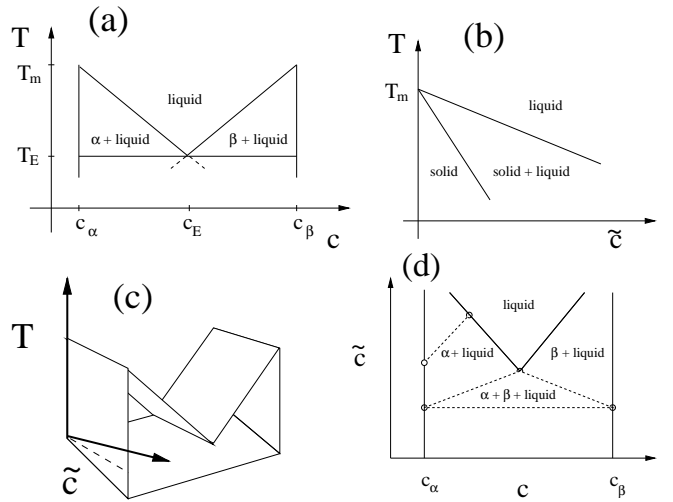 (a)
T
T_m
liquid
α + liquid
β + liquid
T_E
c_α
c_E
c_β
c
(b)
T
T_m
liquid
solid
solid + liquid
c̃
(c)
T
c̃
(d)
c̃
liquid
α + liquid
β + liquid
α + β + liquid
c_α
c
c_β